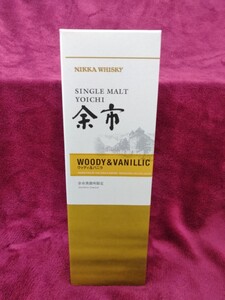 NIKKA WHISKY
SINGLE MALT
YOICHI
余市
WOODY&VANILLIC
ウッディ&バニラ